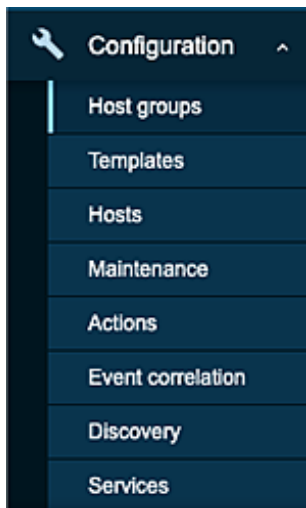 Configuration
Host groups
Templates
Hosts
Maintenance
Actions
Event correlation
Discovery
Services